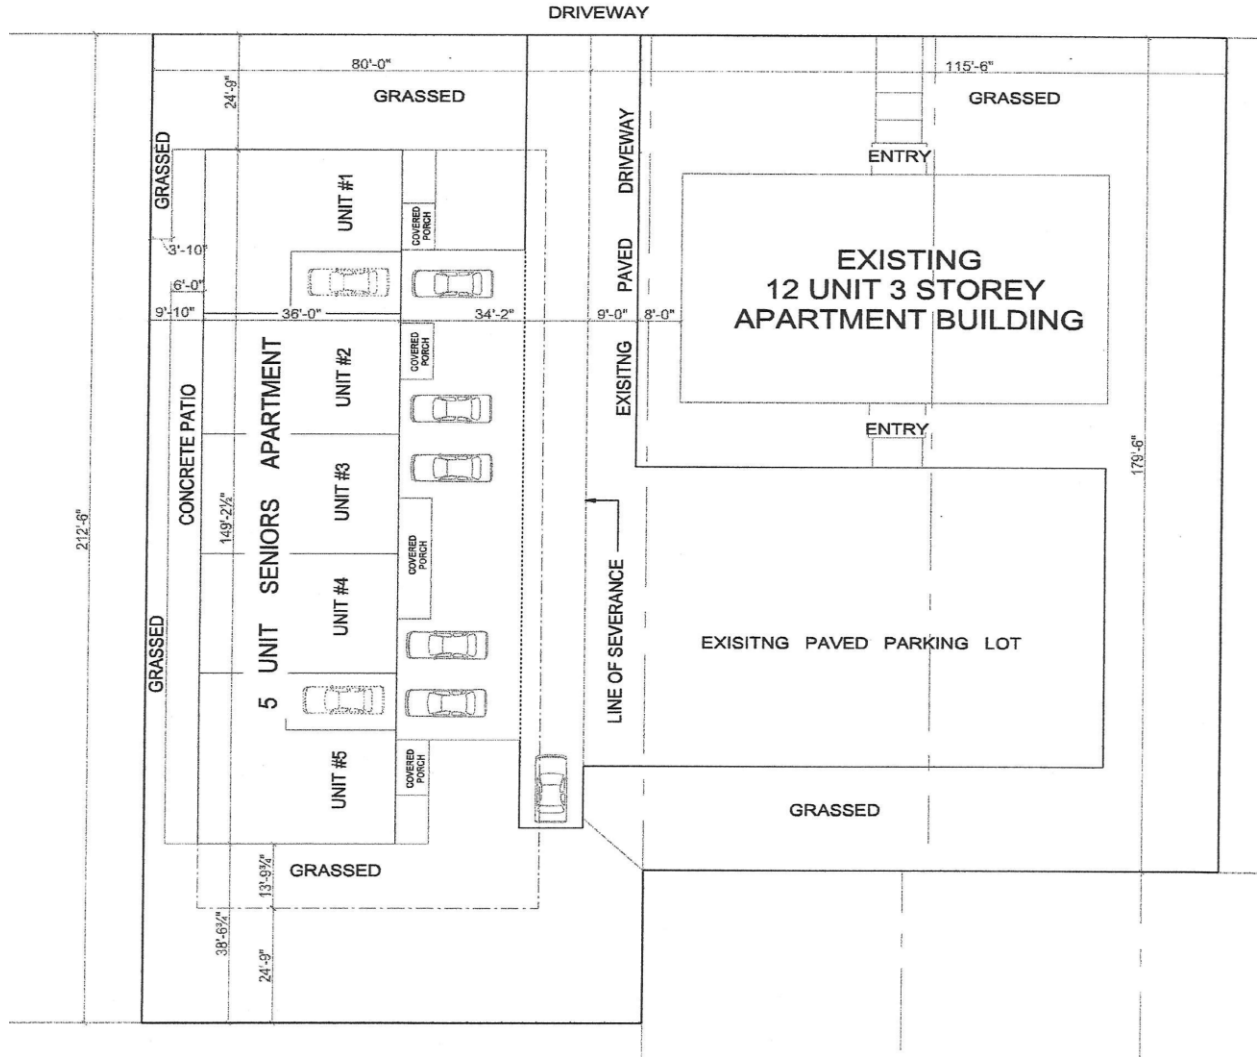 DRIVEWAY
80'-0"
115'-6"
24'-9"
GRASSED
GRASSED
GRASSED
DRIVEWAY
PAVED
EXISITNG
ENTRY
UNIT #1
COVERED
PORCH
3'-10"
6'-0"
9'-10"
36'-0"
34'-2"
9'-0"
8'-0"
EXISTING
12 UNIT 3 STOREY
APARTMENT BUILDING
UNIT #2
COVERED
PORCH
ENTRY
CONCRETE PATIO
5 UNIT SENIORS APARTMENT
179'-6"
212'-6"
149'-2½"
UNIT #3
COVERED
PORCH
UNIT #4
LINE OF SEVERANCE
EXISITNG PAVED PARKING LOT
GRASSED
UNIT #5
COVERED
PORCH
GRASSED
GRASSED
13'-9¾"
38'-6¾"
24'-9"